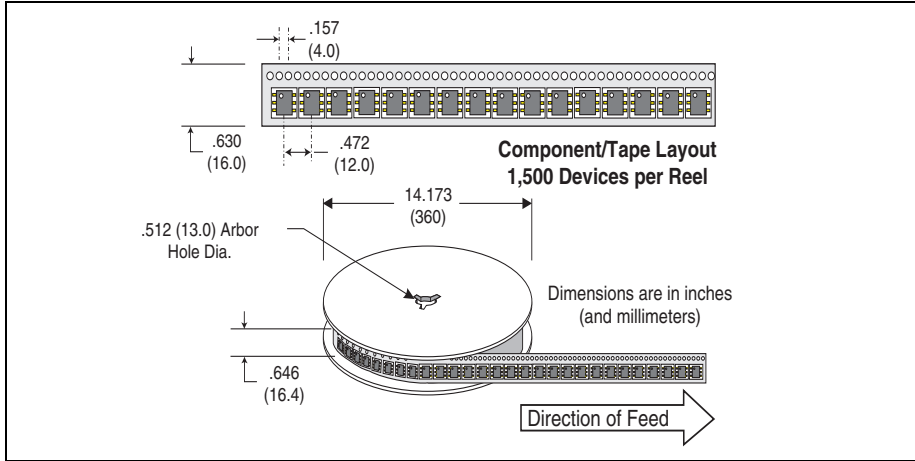 .157
(4.0)
.630
(16.0)
.472
(12.0)
Component/Tape Layout
1,500 Devices per Reel
14.173
(360)
.512 (13.0) Arbor
Hole Dia.
Dimensions are in inches
(and millimeters)
.646
(16.4)
Direction of Feed